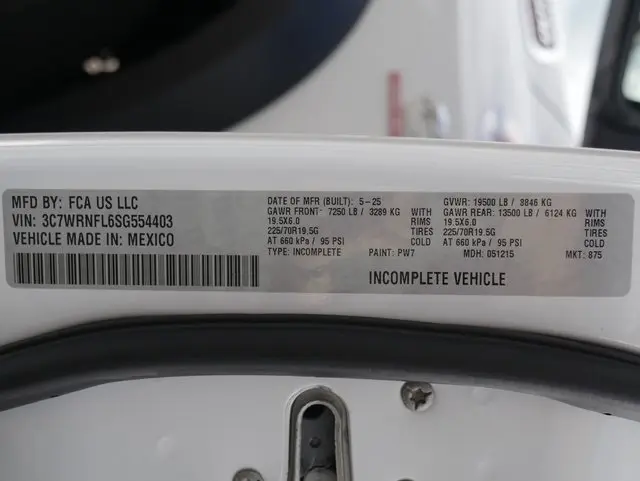 MFD BY: FCA US LLC
VIN: 3C7WRNFL6SG554403
VEHICLE MADE IN: MEXICO
DATE OF MFR (BUILT): 5-25
GVWR: 19500 LB / 8846 KG
GAWR FRONT: 7250 LB / 3289 KG WITH
GAWR REAR: 13500 LB / 6124 KG WITH
19.5X6.0 RIMS
19.5X6.0 RIMS
225/70R19.5G TIRES
225/70R19.5G TIRES
AT 660 kPa / 95 PSI COLD
AT 660 kPa / 95 PSI COLD
TYPE: INCOMPLETE PAINT: PW7 MDH: 051215 MKT: 875
INCOMPLETE VEHICLE